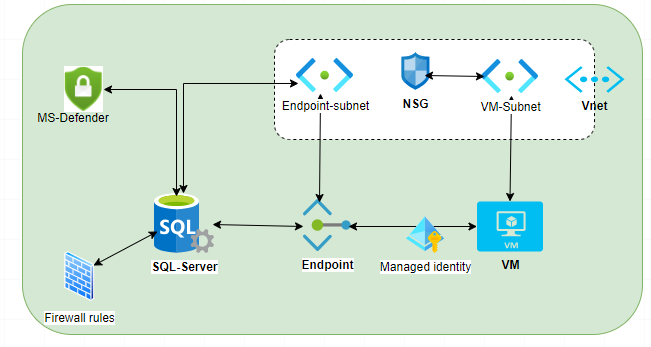 Endpoint-subnet
NSG
VM-Subnet
Vnet
MS-Defender
SQL
SQL-Server
Endpoint
Managed identity
VM
VM
Firewall rules